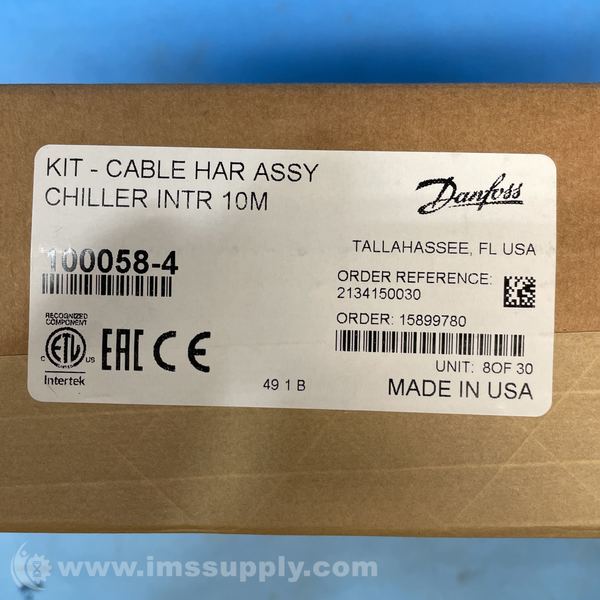 KIT - CABLE HAR ASSY
CHILLER INTR 10M
Danfoss
100058-4
TALLAHASSEE, FL USA
ORDER REFERENCE:
2134150030
ORDER: 15899780
RECOGNIZED
COMPONENT
C ETL US
Intertek
EAC CE
49 1 B
UNIT: 8OF 30
MADE IN USA
www.imssupply.com